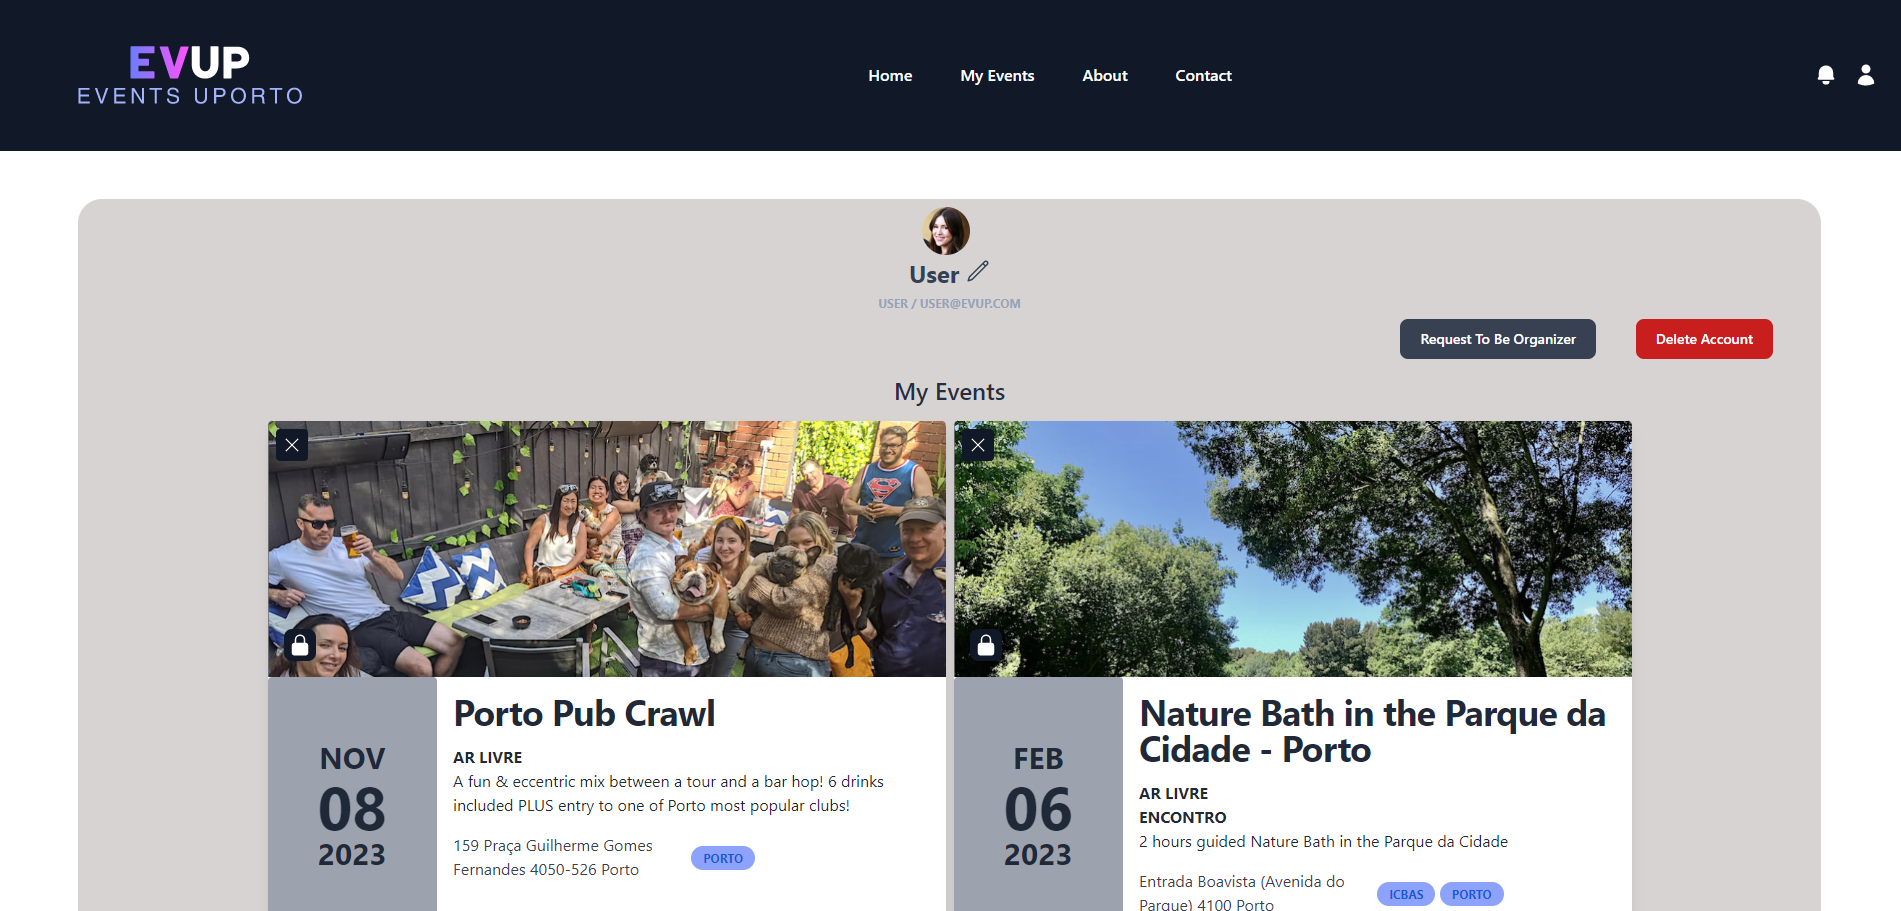 EVUP
EVENTS UPORTO
Home
My Events
About
Contact
User
USER / USER@EVUP.COM
Request To Be Organizer
Delete Account
My Events
NOV
08
2023
Porto Pub Crawl
AR LIVRE
A fun & eccentric mix between a tour and a bar hop! 6 drinks
included PLUS entry to one of Porto most popular clubs!
159 Praça Guilherme Gomes
Fernandes 4050-526 Porto
PORTO
FEB
06
2023
Nature Bath in the Parque da
Cidade - Porto
AR LIVRE
ENCONTRO
2 hours guided Nature Bath in the Parque da Cidade
Entrada Boavista (Avenida do
Parque) 4100 Porto
ICBAS
PORTO